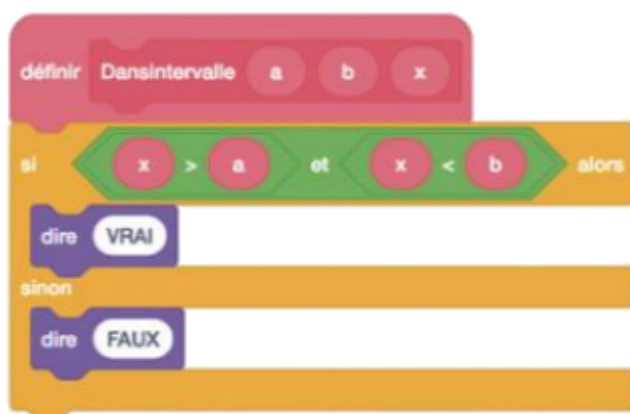 définir Dansintervalle a b x
si x > a et x < b alors
dire VRAI
sinon
dire FAUX